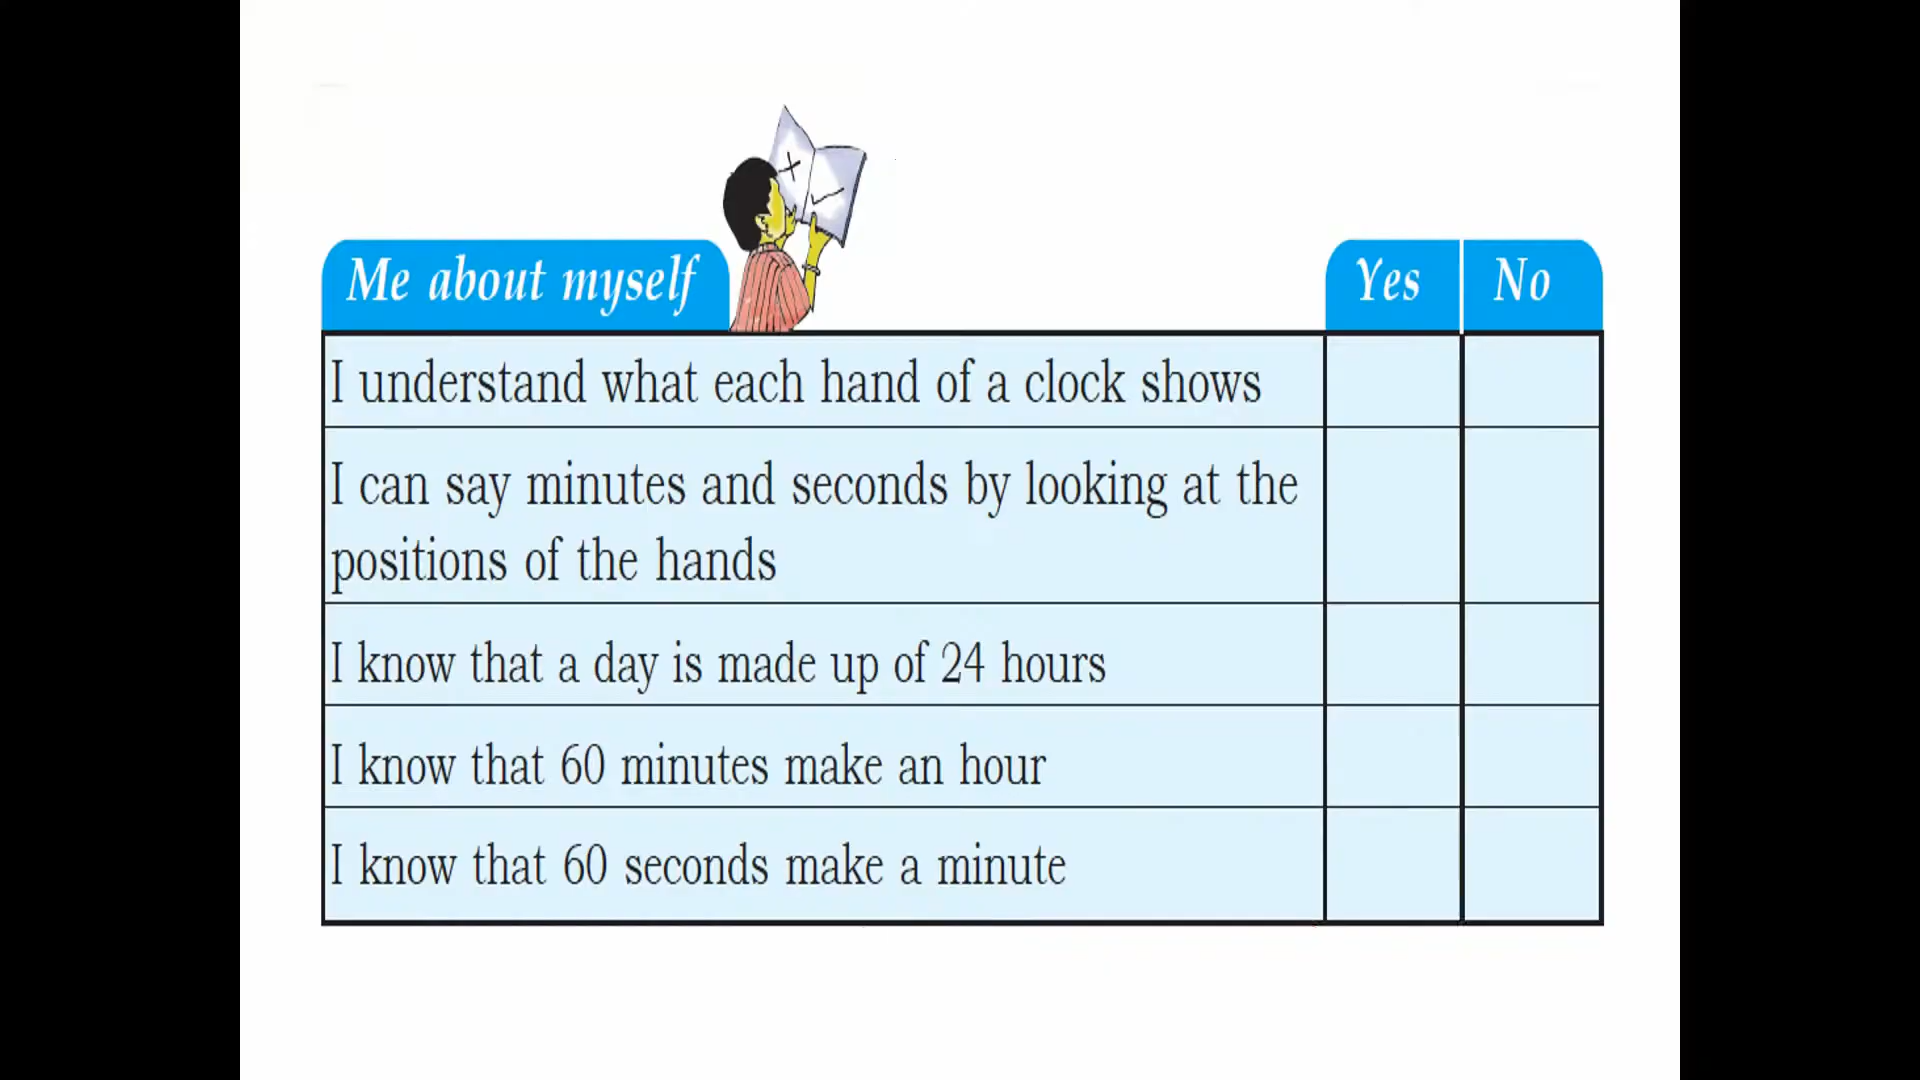 Me about myself
Yes
No
I understand what each hand of a clock shows
I can say minutes and seconds by looking at the
positions of the hands
I know that a day is made up of 24 hours
I know that 60 minutes make an hour
I know that 60 seconds make a minute